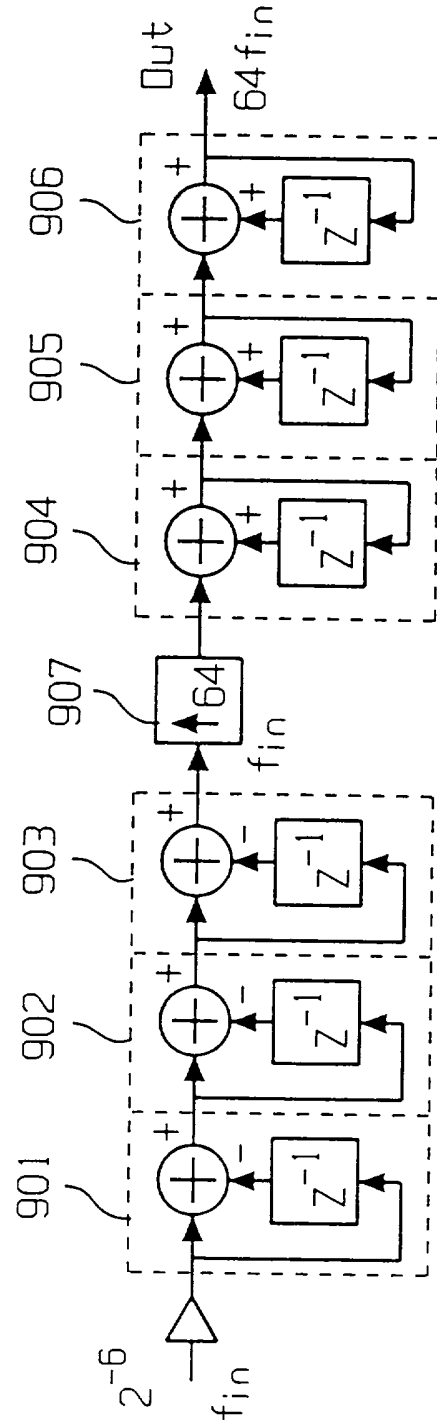 901
902
903
907
904
905
906
2⁻⁶
fin
+
-
Z⁻¹
+
-
Z⁻¹
+
-
Z⁻¹
64
fin
+
+
Z⁻¹
+
+
Z⁻¹
+
+
Z⁻¹
Out
64fin